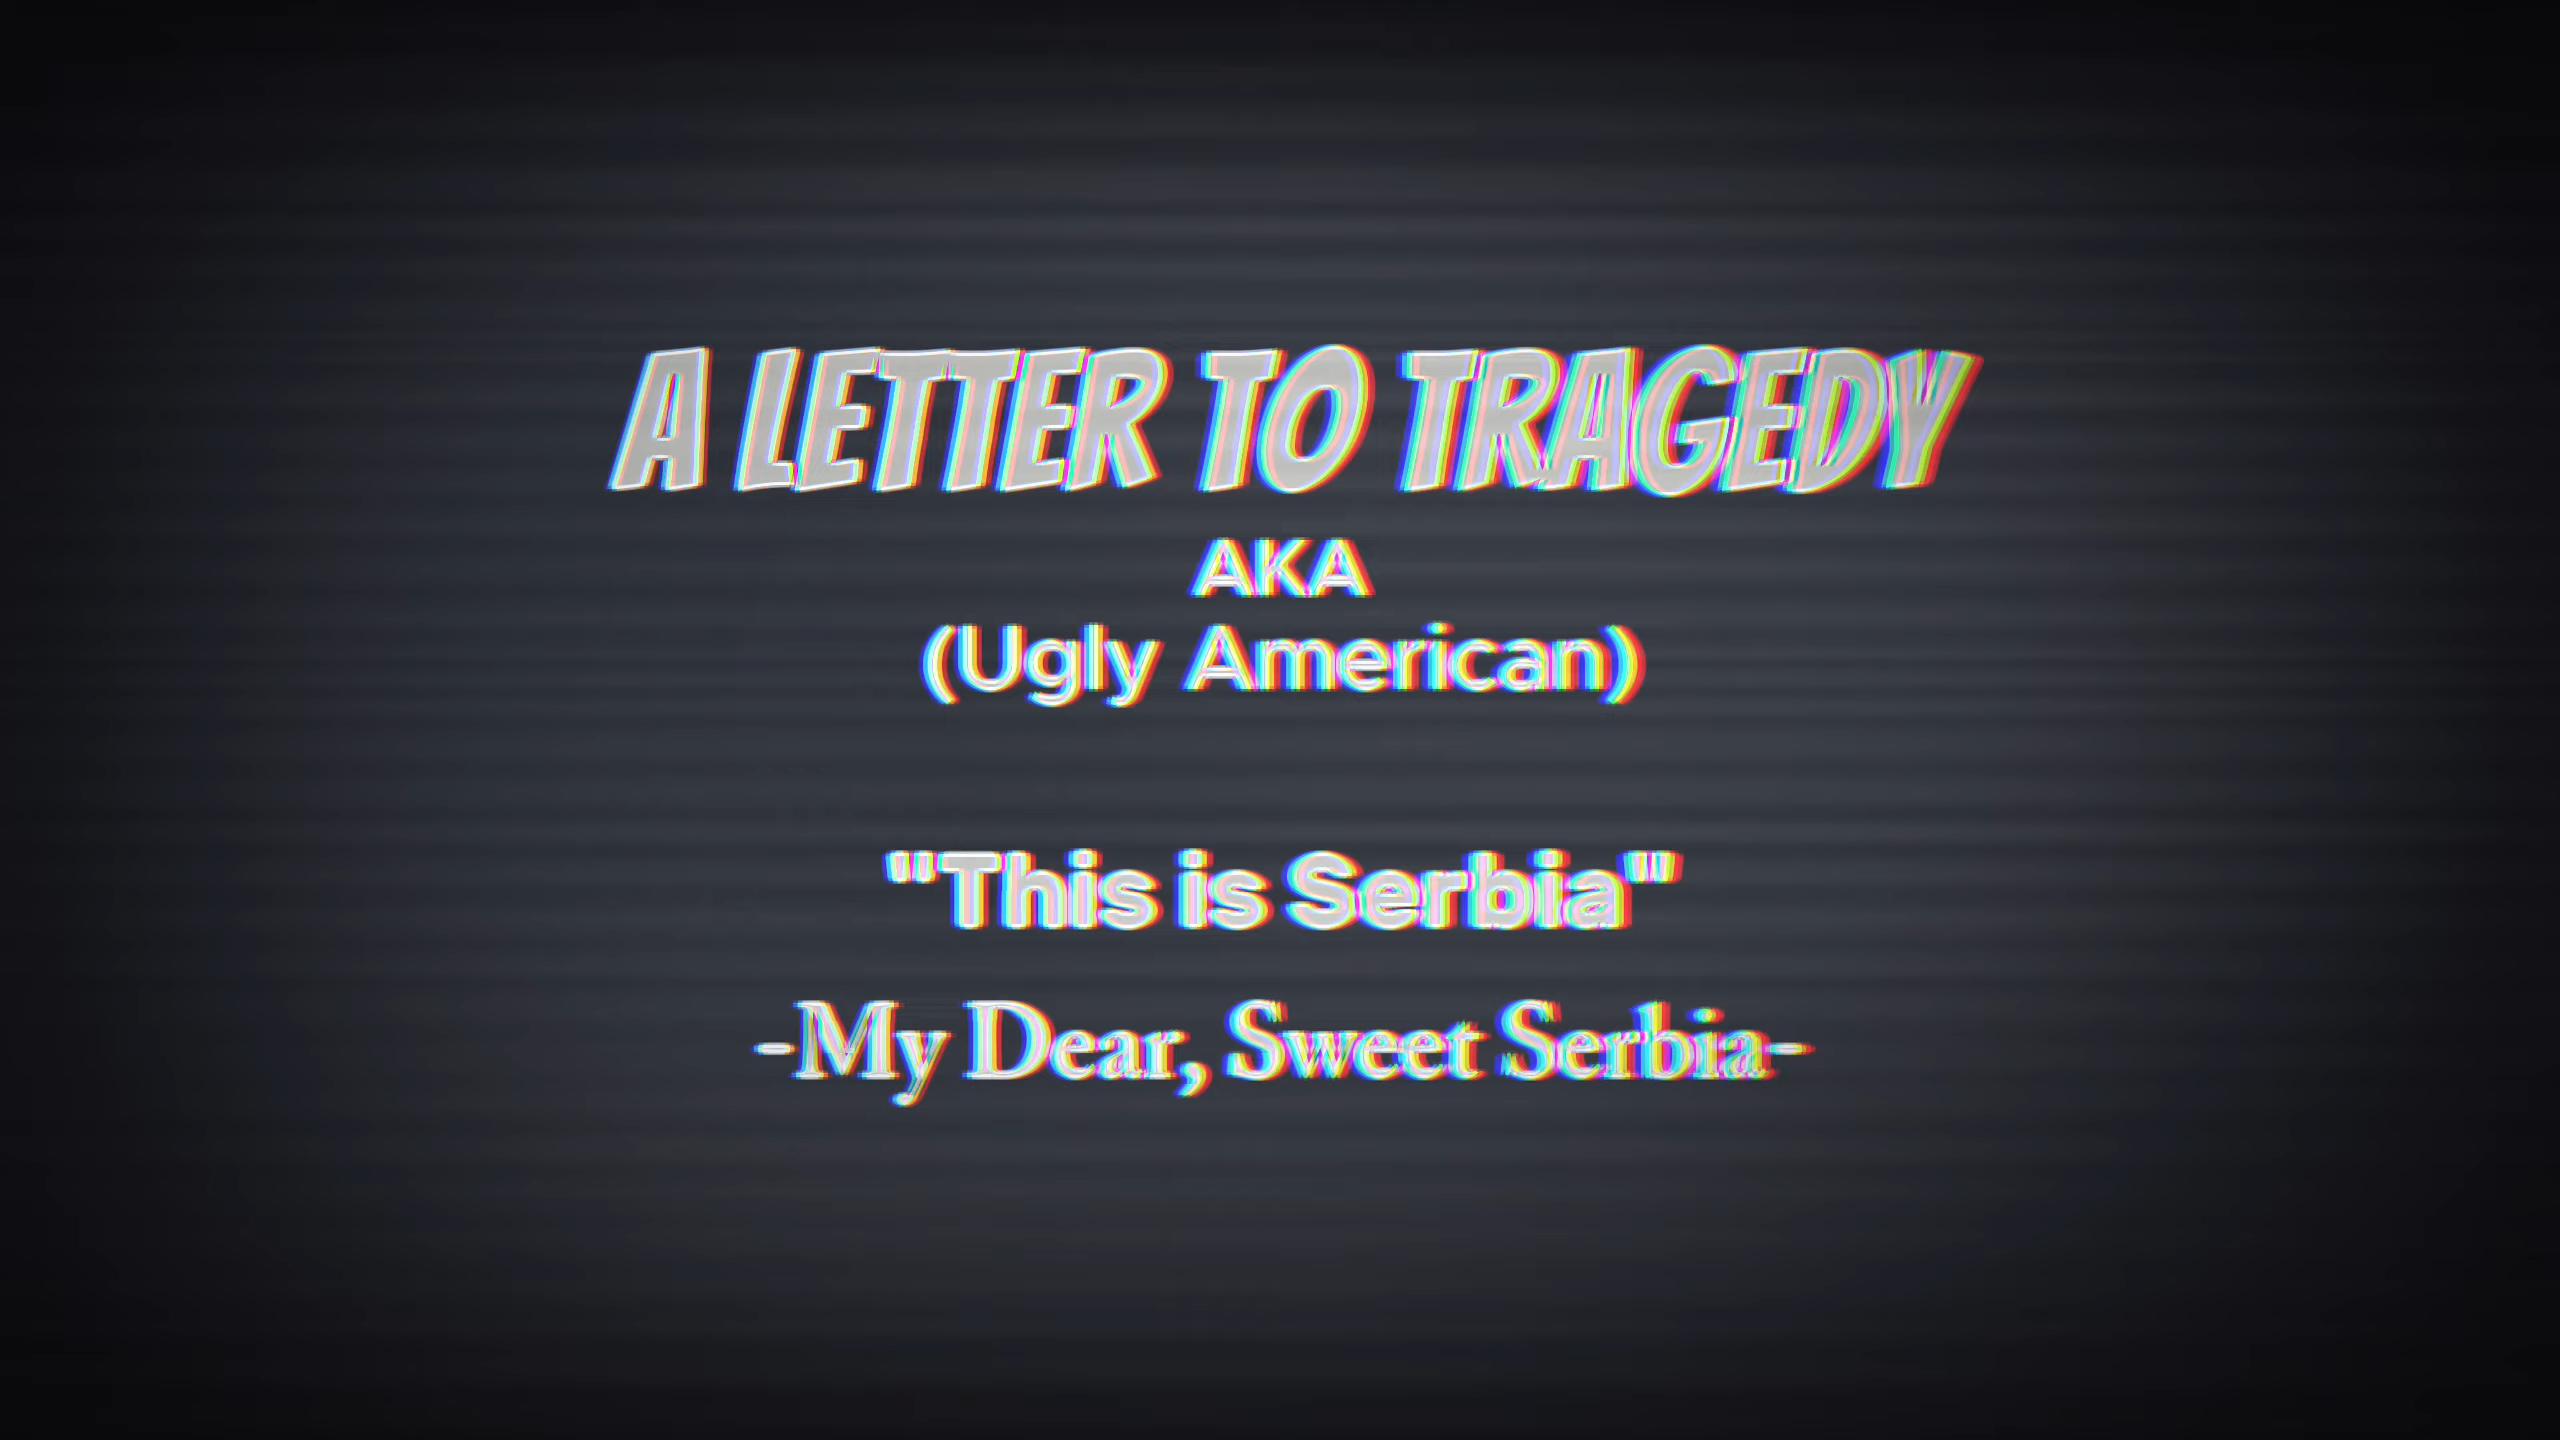 A LETTER TO TRAGEDY
AKA
(Ugly American)
"This is Serbia"
-My Dear, Sweet Serbia-